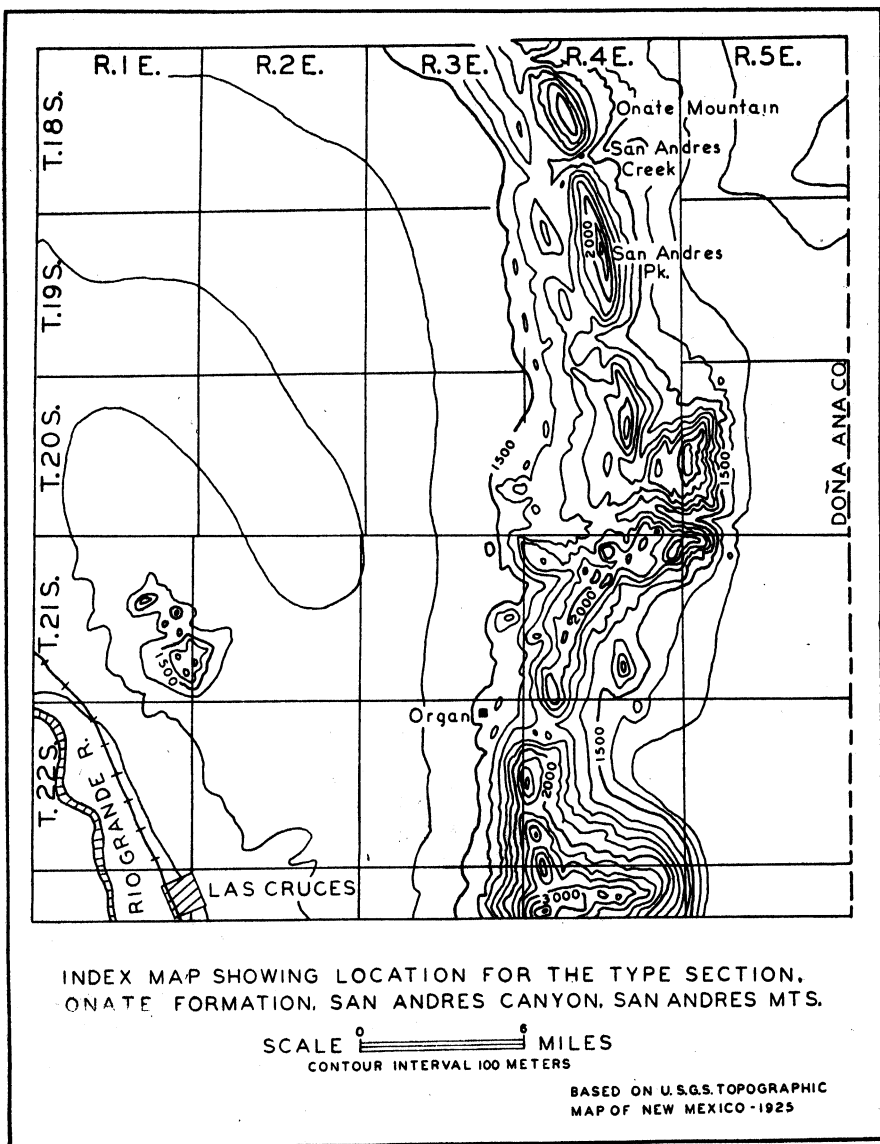 R.1 E.
R.2 E.
R.3 E.
R.4 E.
R.5 E.
T.18 S.
Onate Mountain
San Andres
Creek
2000
San Andres
Pk.
T.19 S.
T.20 S.
1500
1500
DOÑA ANA CO.
T.21 S.
2000
1500
Organ
1500
T. 22 S.
2000
RIO GRANDE R.
LAS CRUCES
3000
INDEX MAP SHOWING LOCATION FOR THE TYPE SECTION,
ONATE FORMATION, SAN ANDRES CANYON, SAN ANDRES MTS.
0 6
SCALE MILES
CONTOUR INTERVAL 100 METERS
BASED ON U.S.G.S. TOPOGRAPHIC
MAP OF NEW MEXICO - 1925